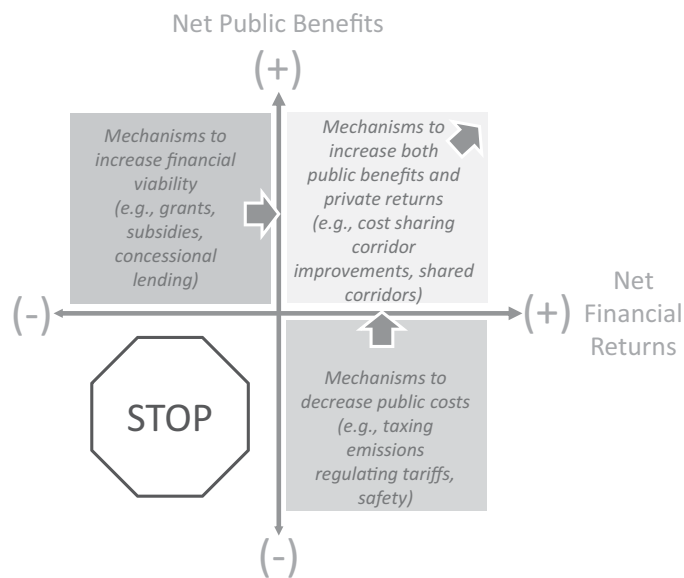 Net Public Benefits
(+)
Mechanisms to
increase financial
viability
(e.g., grants,
subsidies,
concessional
lending)
Mechanisms to
increase both
public benefits and
private returns
(e.g., cost sharing
corridor
improvements, shared
corridors)
(-)
(+)
Net
Financial
Returns
STOP
Mechanisms to
decrease public costs
(e.g., taxing
emissions
regulating tariffs,
safety)
(-)